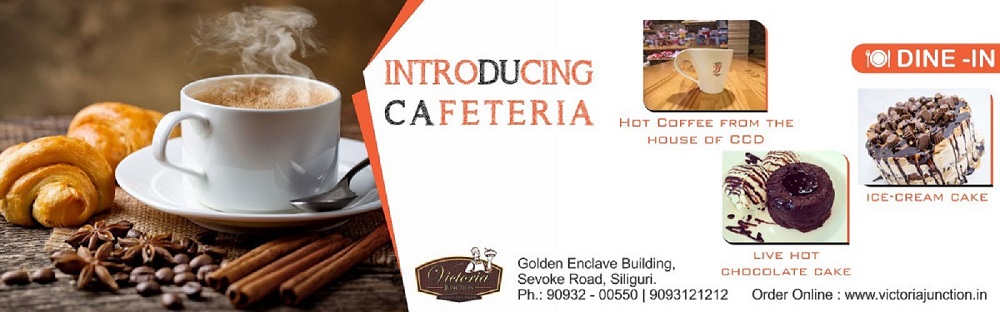 INTRODUCING
CAFETERIA
HOT COFFEE FROM THE
HOUSE OF CCD
DINE -IN
ICE-CREAM CAKE
LIVE HOT
CHOCOLATE CAKE
Victoria
JUNCTION
Golden Enclave Building,
Sevoke Road, Siliguri.
Ph.: 90932 - 00550 | 9093121212
Order Online : www.victoriajunction.in